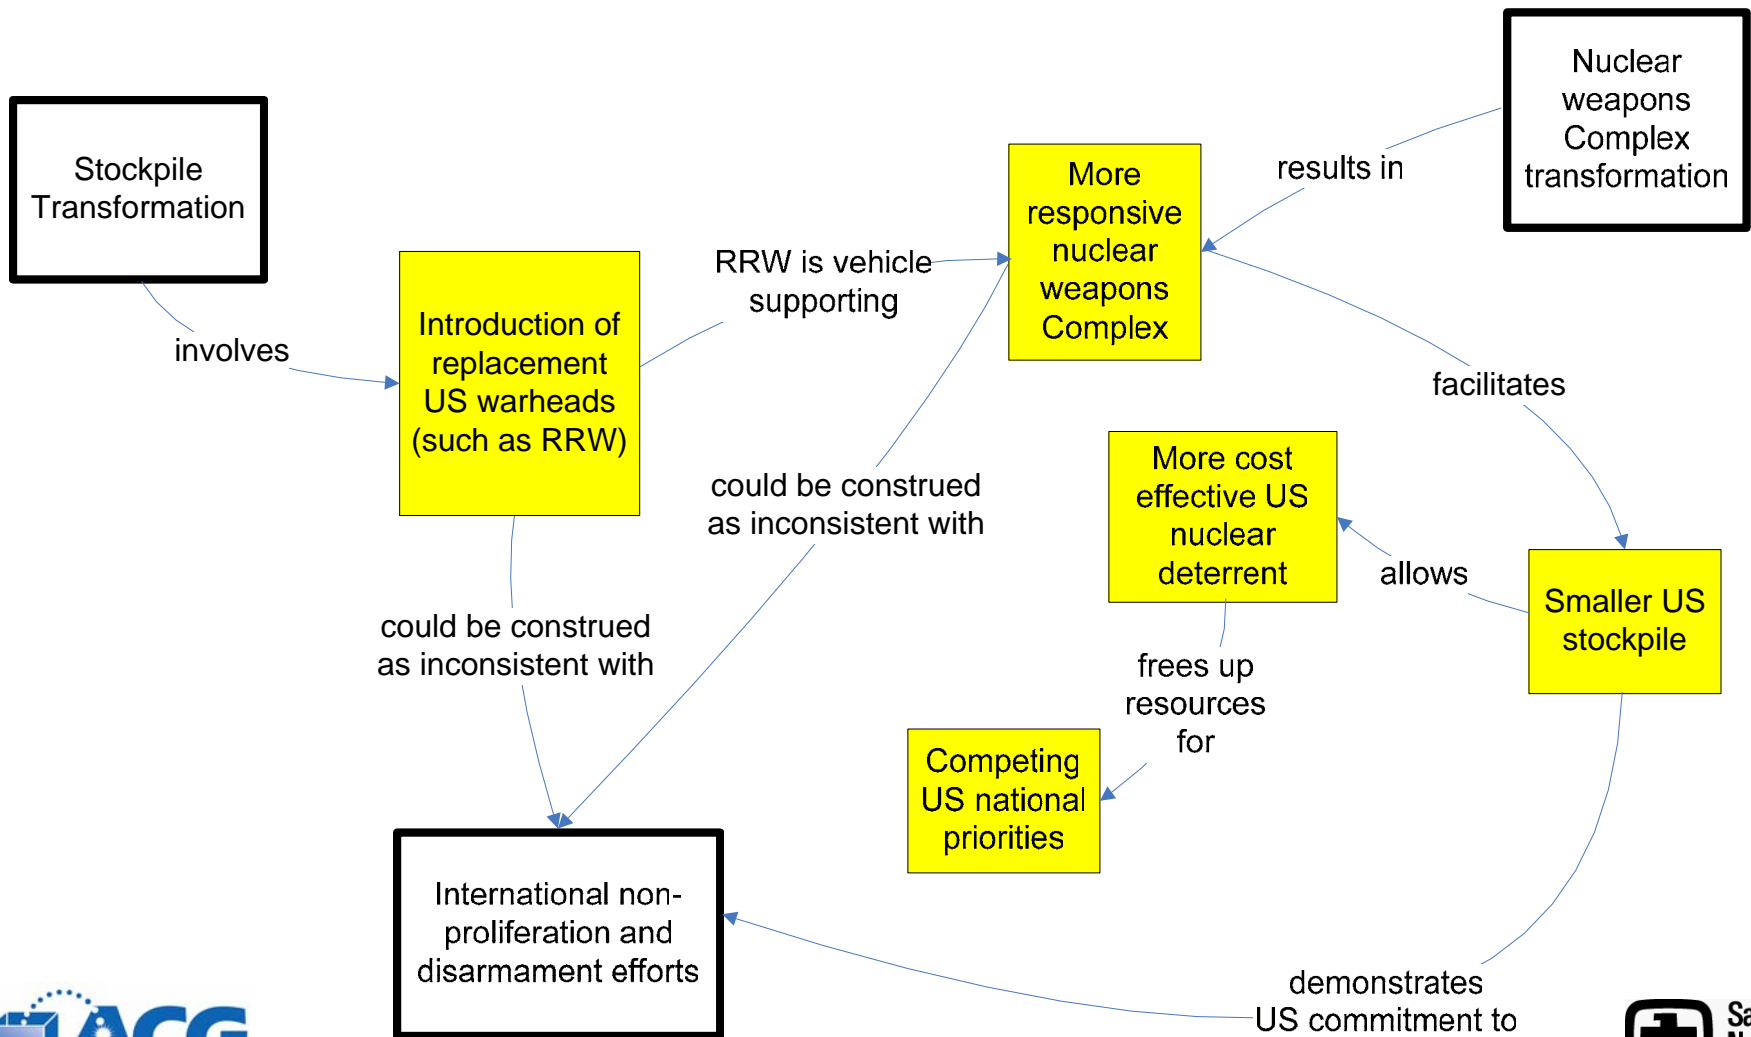 Nuclear
weapons
Complex
transformation
Stockpile
Transformation
results in
More
responsive
nuclear
weapons
Complex
RRW is vehicle
supporting
Introduction of
replacement
US warheads
(such as RRW)
involves
facilitates
could be construed
as inconsistent with
More cost
effective US
nuclear
deterrent
allows
Smaller US
stockpile
could be construed
as inconsistent with
frees up
resources
for
Competing
US national
priorities
International non-
proliferation and
disarmament efforts
demonstrates
US commitment to
ACG